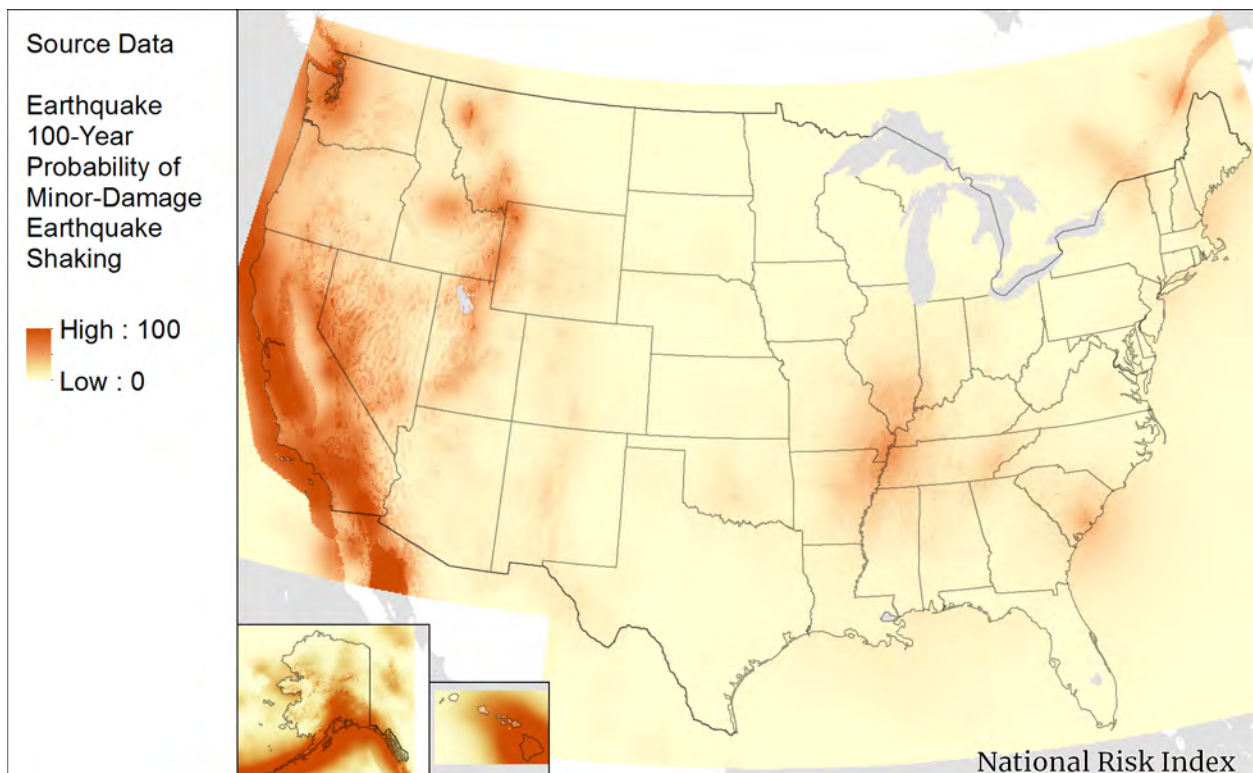 Source Data
Earthquake
100-Year
Probability of
Minor-Damage
Earthquake
Shaking
High : 100
Low : 0
National Risk Index